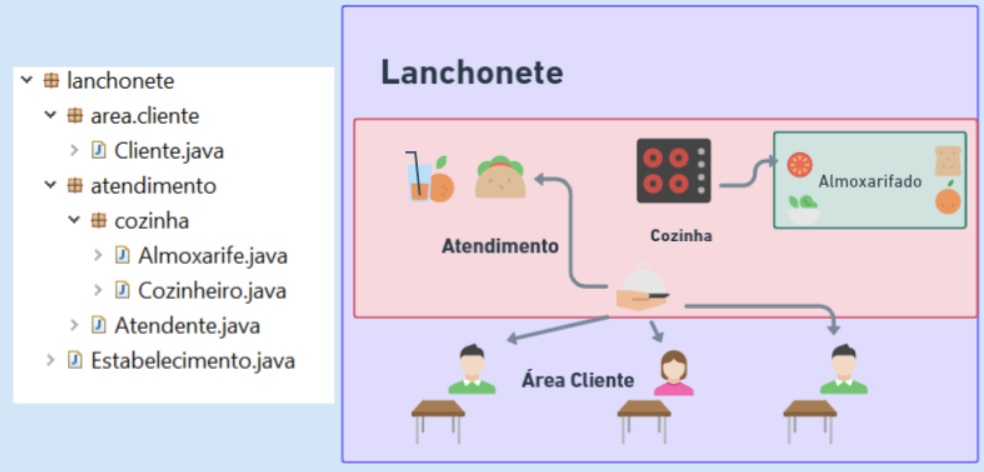 lanchonete
area.cliente
Cliente.java
atendimento
cozinha
Almoxarife.java
Cozinheiro.java
Atendente.java
Estabelecimento.java
Lanchonete
Almoxarifado
Cozinha
Atendimento
Área Cliente